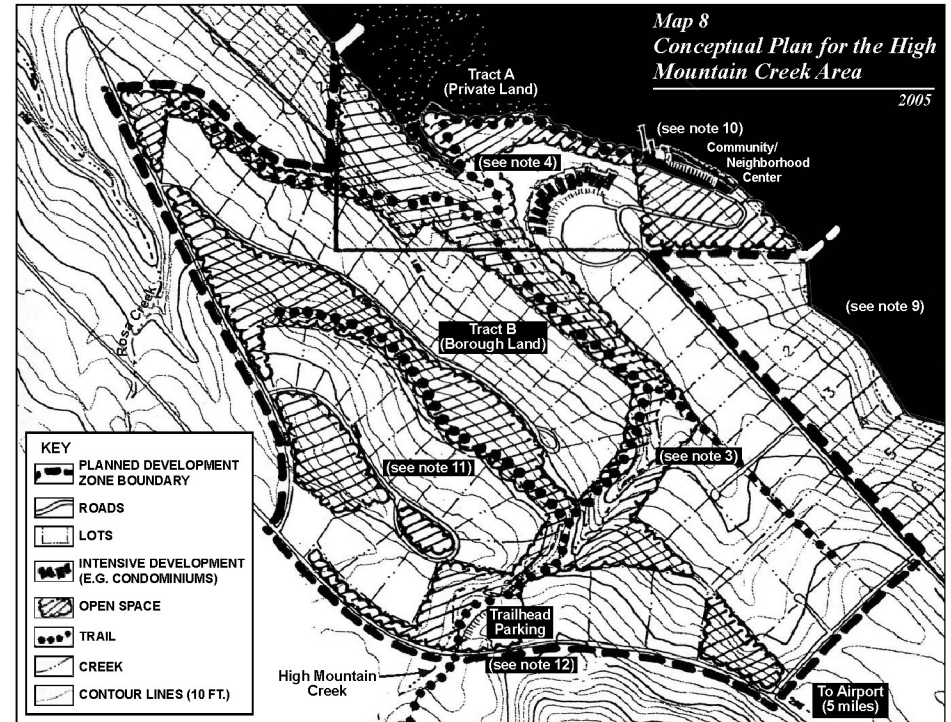 Map 8
Conceptual Plan for the High
Mountain Creek Area
2005
Tract A
(Private Land)
(see note 10)
Community/
Neighborhood
Center
(see note 4)
(see note 9)
Ross Creek
Tract B
(Borough Land)
2
3
5
6
(see note 3)
(see note 11)
KEY
PLANNED DEVELOPMENT
ZONE BOUNDARY
ROADS
LOTS
INTENSIVE DEVELOPMENT
(E.G. CONDOMINIUMS)
OPEN SPACE
TRAIL
CREEK
CONTOUR LINES (10 FT.)
Trailhead
Parking
(see note 12)
High Mountain
Creek
To Airport
(5 miles)